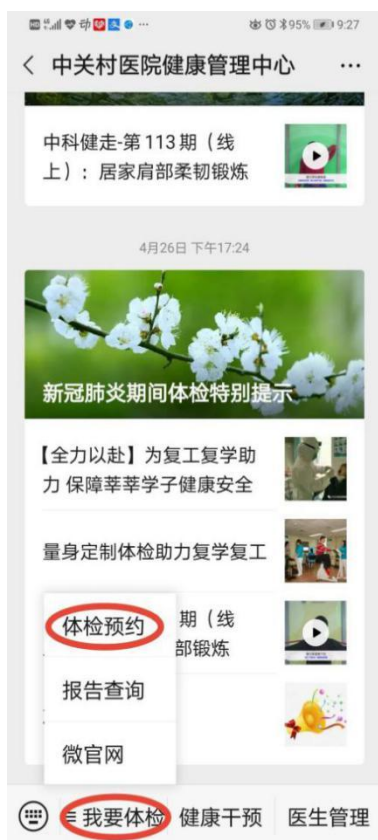 95% 9:27
中关村医院健康管理中心 ···
中科健走-第 113 期（线
上）：居家肩部柔韧锻炼
4月26日 下午17:24
新冠肺炎期间体检特别提示
【全力以赴】为复工复学助
力 保障莘莘学子健康安全
量身定制体检助力复学复工
期（线
部锻炼
体检预约
报告查询
微官网
我要体检 健康干预 医生管理